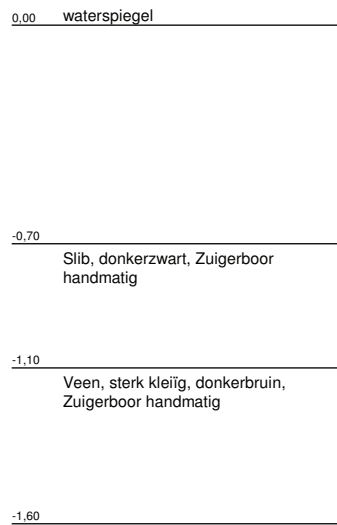 0,00 waterspiegel
-0,70
Slib, donkerzwart, Zuigerboor
handmatig
-1,10
Veen, sterk kleiïg, donkerbruin,
Zuigerboor handmatig
-1,60